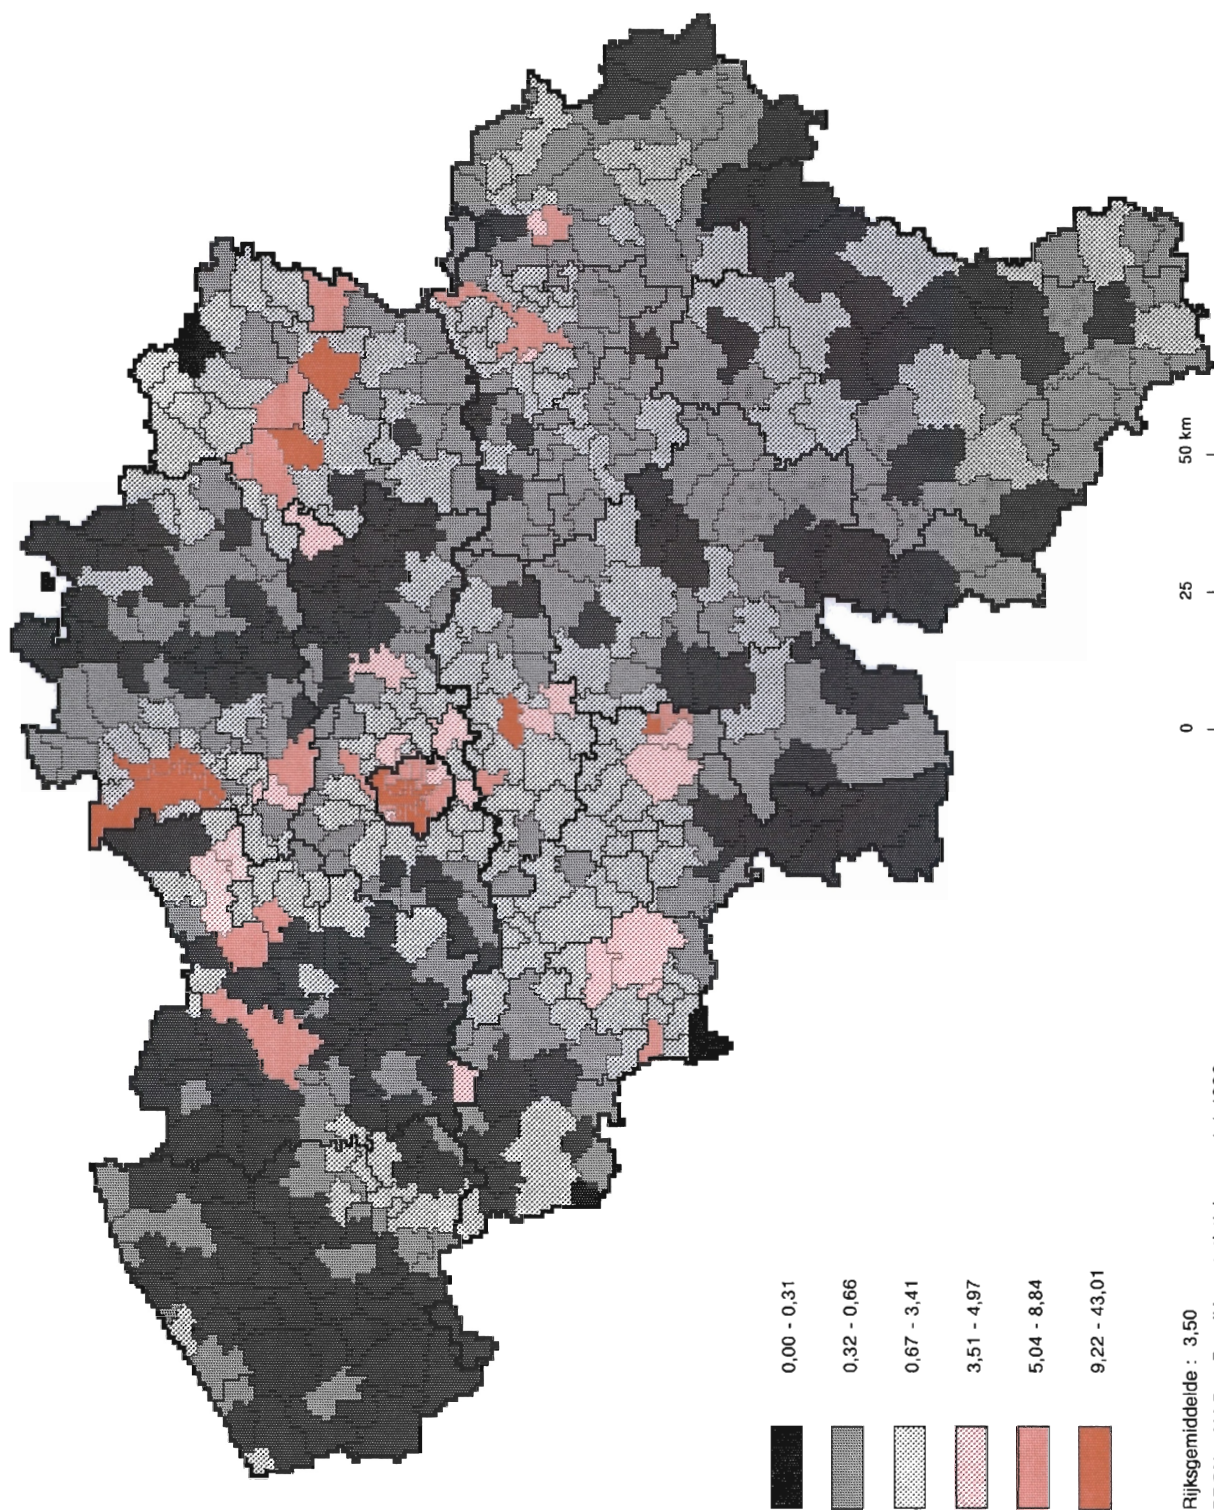 0 25 50 km
0,00 - 0,31
0,32 - 0,66
0,67 - 3,41
3,51 - 4,97
5,04 - 8,84
9,22 - 43,01
Rijksgemiddelde : 3,50